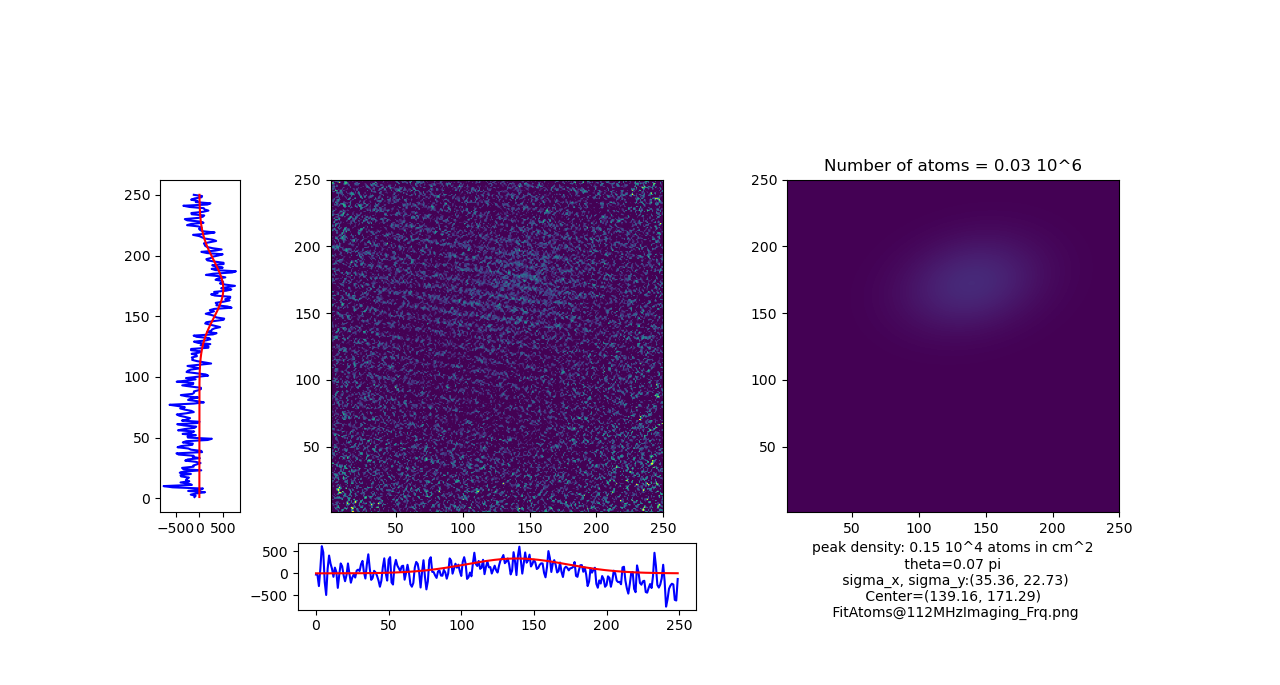 Number of atoms = 0.03 10^6
250
200
150
100
50
0
−500 0 500
250
200
150
100
50
50 100 150 200 250
250
200
150
100
50
50 100 150 200 250
500
0
−500
0 50 100 150 200 250
peak density: 0.15 10^4 atoms in cm^2
theta=0.07 pi
sigma_x, sigma_y:(35.36, 22.73)
Center=(139.16, 171.29)
FitAtoms@112MHzImaging_Frq.png